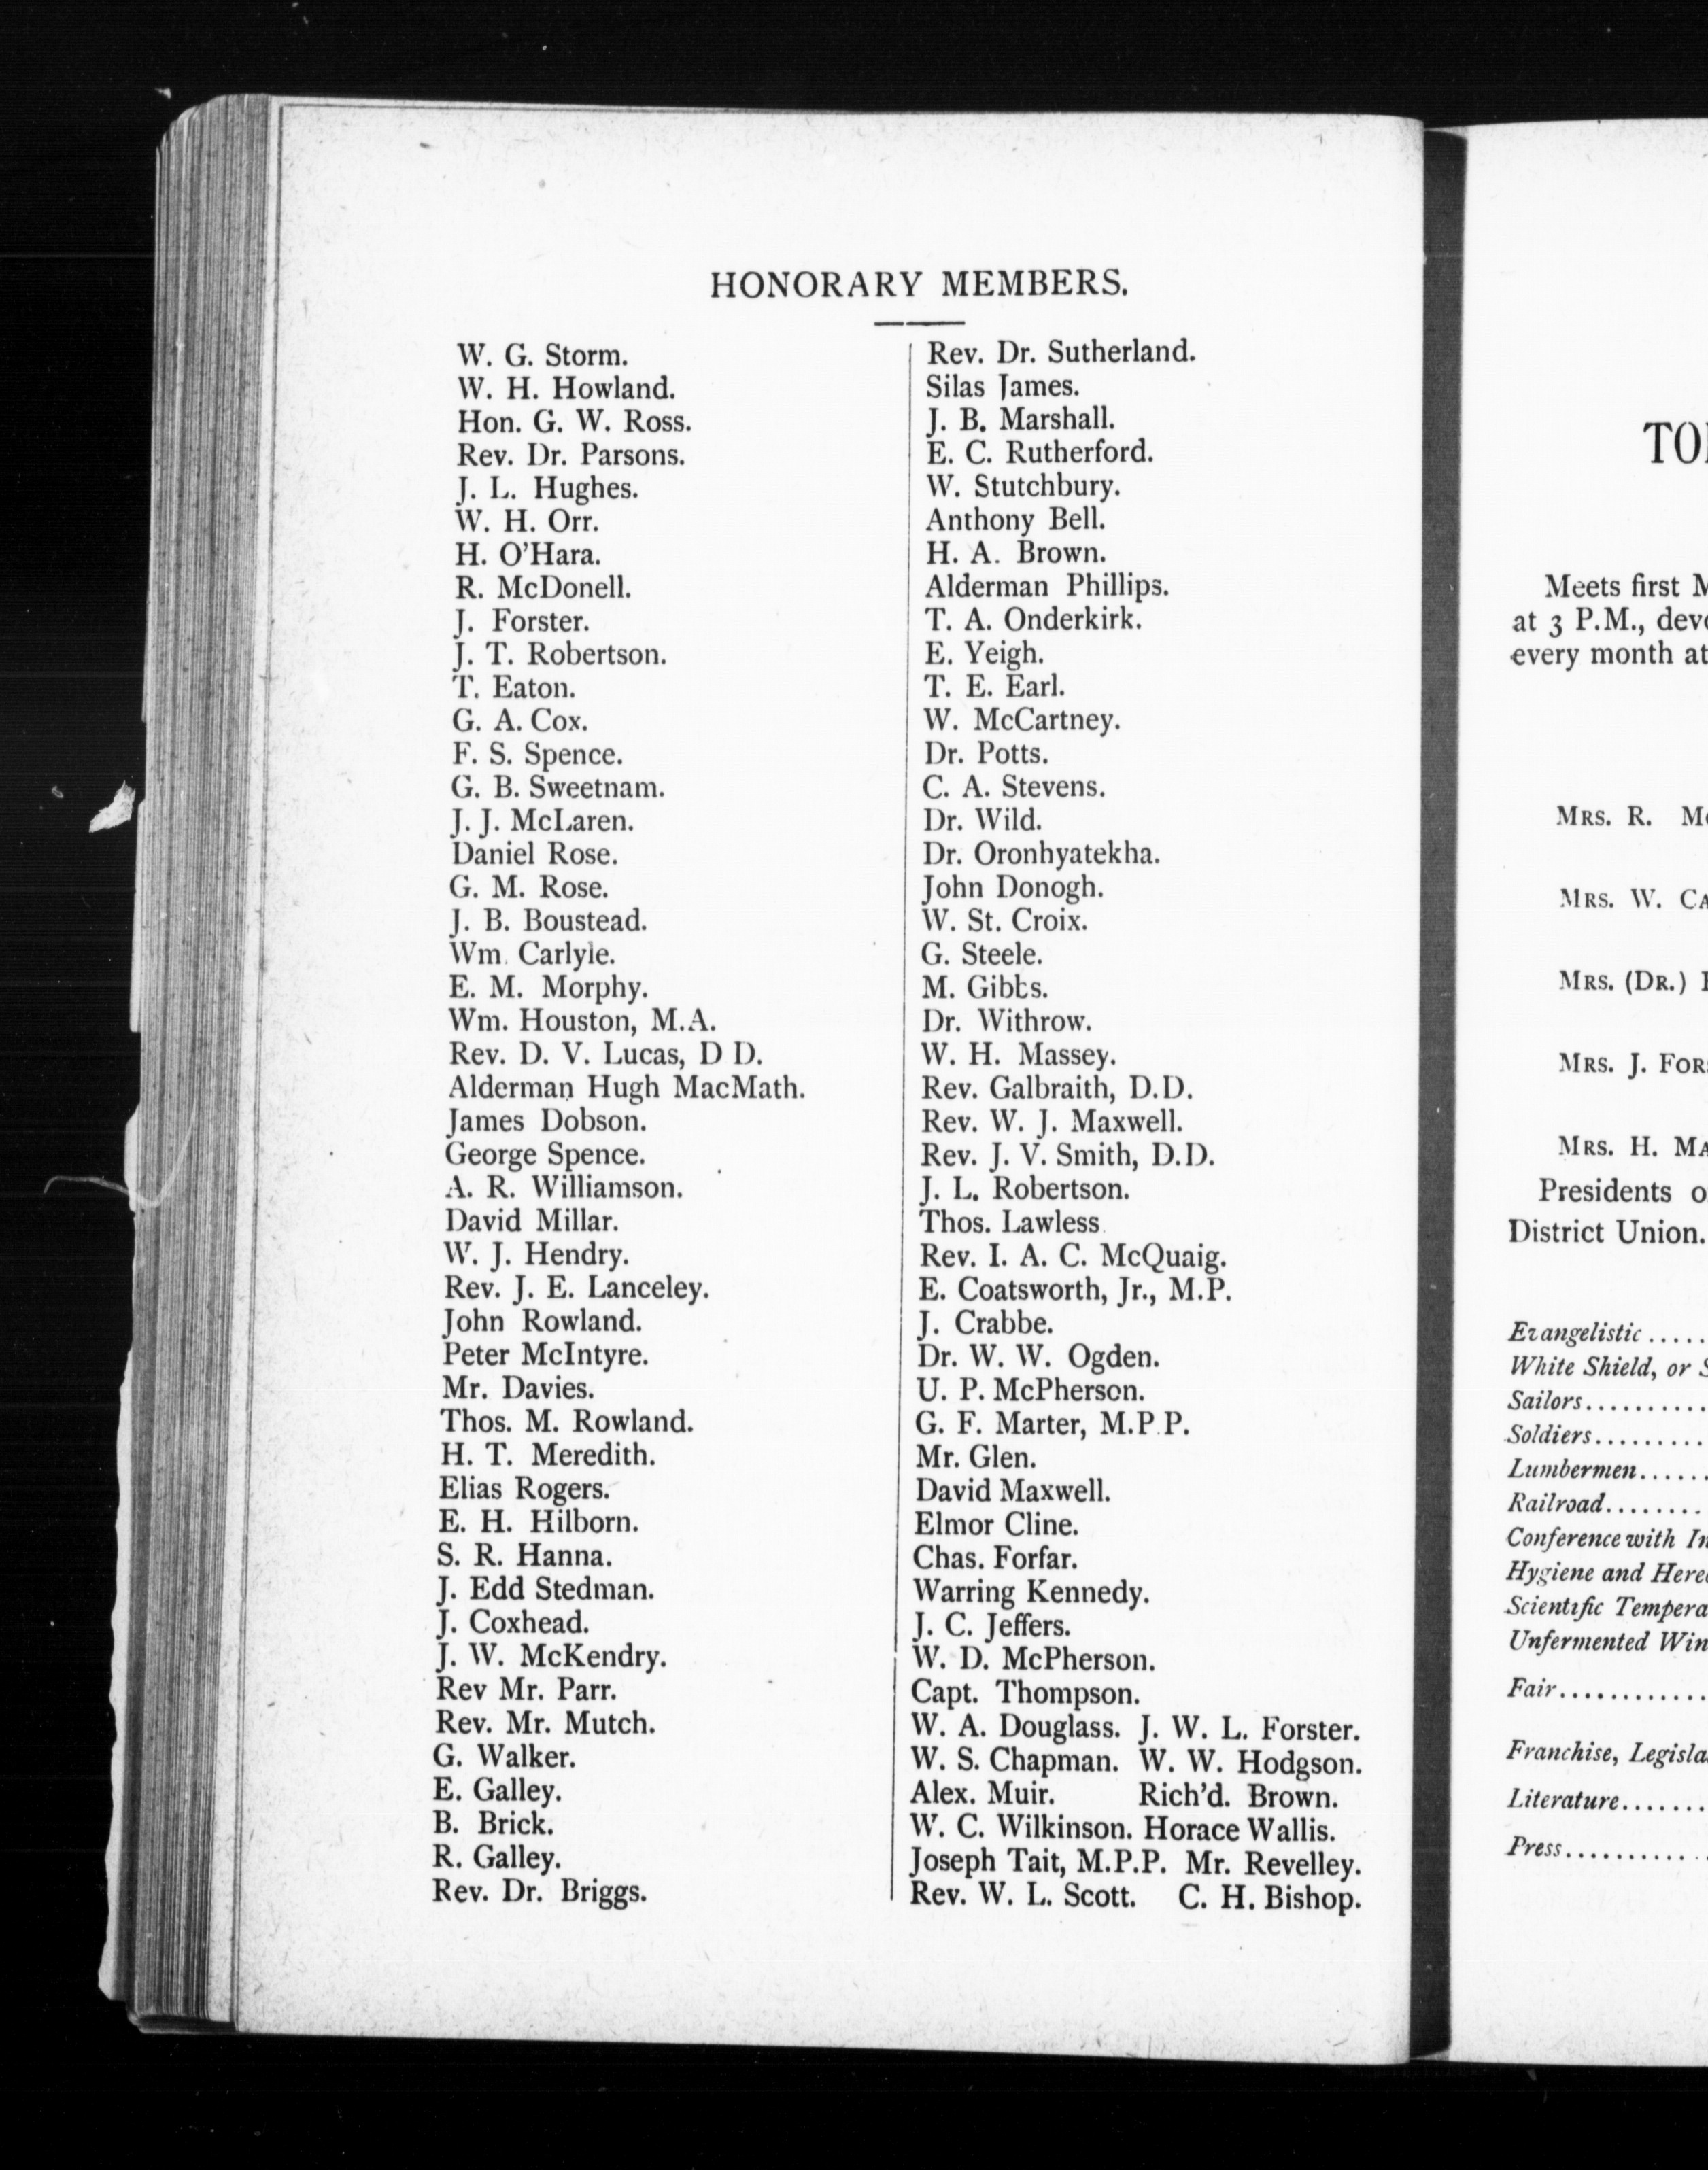 HONORARY MEMBERS.
W. G. Storm.
W. H. Howland.
Hon. G. W. Ross.
Rev. Dr. Parsons.
J. L. Hughes.
W. H. Orr.
H. O'Hara.
R. McDonell.
J. Forster.
J. T. Robertson.
T. Eaton.
G. A. Cox.
F. S. Spence.
G. B. Sweetnam.
J. J. McLaren.
Daniel Rose.
G. M. Rose.
J. B. Boustead.
Wm. Carlyle.
E. M. Morphy.
Wm. Houston, M.A.
Rev. D. V. Lucas, D D.
Alderman Hugh MacMath.
James Dobson.
George Spence.
A. R. Williamson.
David Millar.
W. J. Hendry.
Rev. J. E. Lanceley.
John Rowland.
Peter McIntyre.
Mr. Davies.
Thos. M. Rowland.
H. T. Meredith.
Elias Rogers.
E. H. Hilborn.
S. R. Hanna.
J. Edd Stedman.
J. Coxhead.
J. W. McKendry.
Rev Mr. Parr.
Rev. Mr. Mutch.
G. Walker.
E. Galley.
B. Brick.
R. Galley.
Rev. Dr. Briggs.
Rev. Dr. Sutherland.
Silas James.
J. B. Marshall.
E. C. Rutherford.
W. Stutchbury.
Anthony Bell.
H. A. Brown.
Alderman Phillips.
T. A. Onderkirk.
E. Yeigh.
T. E. Earl.
W. McCartney.
Dr. Potts.
C. A. Stevens.
Dr. Wild.
Dr. Oronhyatekha.
John Donogh.
W. St. Croix.
G. Steele.
M. Gibbs.
Dr. Withrow.
W. H. Massey.
Rev. Galbraith, D.D.
Rev. W. J. Maxwell.
Rev. J. V. Smith, D.D.
J. L. Robertson.
Thos. Lawless.
Rev. I. A. C. McQuaig.
E. Coatsworth, Jr., M.P.
J. Crabbe.
Dr. W. W. Ogden.
U. P. McPherson.
G. F. Marter, M.P.P.
Mr. Glen.
David Maxwell.
Elmor Cline.
Chas. Forfar.
Warring Kennedy.
J. C. Jeffers.
W. D. McPherson.
Capt. Thompson.
W. A. Douglass. J. W. L. Forster.
W. S. Chapman. W. W. Hodgson.
Alex. Muir. Rich'd. Brown.
W. C. Wilkinson. Horace Wallis.
Joseph Tait, M.P.P. Mr. Revelley.
Rev. W. L. Scott. C. H. Bishop.
Meets first
at 3 P.M.,
every month at
MRS. R.
MRS. W.
MRS. (DR.)
MRS. J.
MRS. H.
Presidents
District Union.
Evangelistic .....
White Shield, or
Sailors..........
Soldiers.........
Lumbermen......
Railroad........
Conference with
Hygiene and
Scientific
Unfermented
Fair............
Franchise,
Literature.......
Press...........